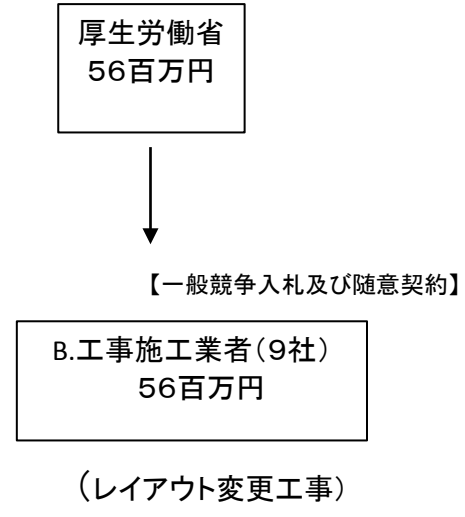 厚生労働省
56百万円
【一般競争入札及び随意契約】
B.工事施工業者(9社)
56百万円
(レイアウト変更工事)